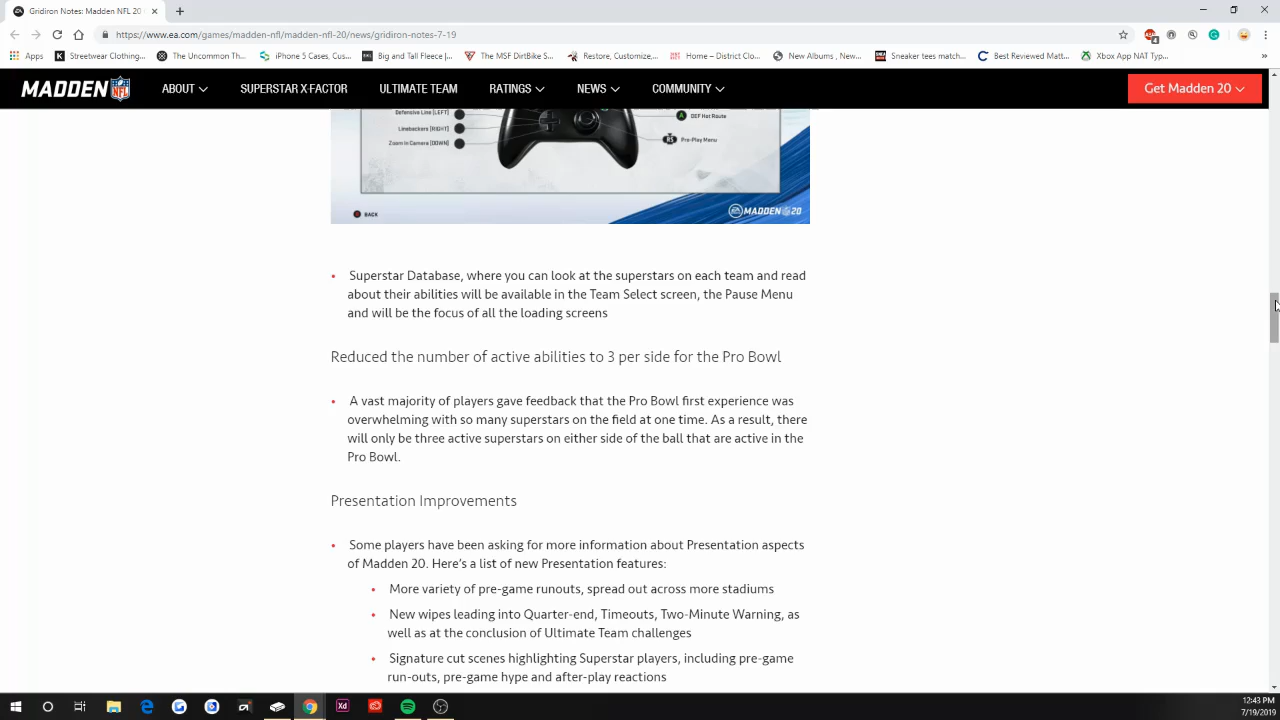 Gridiron Notes: Madden NFL 20
https://www.ea.com/games/madden-nfl/madden-nfl-20/news/gridiron-notes-7-19
Apps Streetwear Clothing... The Uncommon Th... iPhone 5 Cases, Cus... Big and Tall Fleece |... The MSF DirtBike S... Restore, Customize,... Home – District Clo... New Albums , New... Sneaker tees match... Best Reviewed Matt... Xbox App NAT Typ... »
MADDEN NFL ABOUT SUPERSTAR X-FACTOR ULTIMATE TEAM RATINGS NEWS COMMUNITY Get Madden 20
Defensive Line [LEFT] DEF Hot Route
Linebackers [RIGHT] Pre-Play Menu
Zoom In Camera [DOWN]
BACK EA SPORTS MADDEN 20
• Superstar Database, where you can look at the superstars on each team and read
about their abilities will be available in the Team Select screen, the Pause Menu
and will be the focus of all the loading screens
Reduced the number of active abilities to 3 per side for the Pro Bowl
• A vast majority of players gave feedback that the Pro Bowl first experience was
overwhelming with so many superstars on the field at one time. As a result, there
will only be three active superstars on either side of the ball that are active in the
Pro Bowl.
Presentation Improvements
• Some players have been asking for more information about Presentation aspects
of Madden 20. Here's a list of new Presentation features:
• More variety of pre-game runouts, spread out across more stadiums
• New wipes leading into Quarter-end, Timeouts, Two-Minute Warning, as
well as at the conclusion of Ultimate Team challenges
• Signature cut scenes highlighting Superstar players, including pre-game
run-outs, pre-game hype and after-play reactions
12:43 PM
7/19/2019